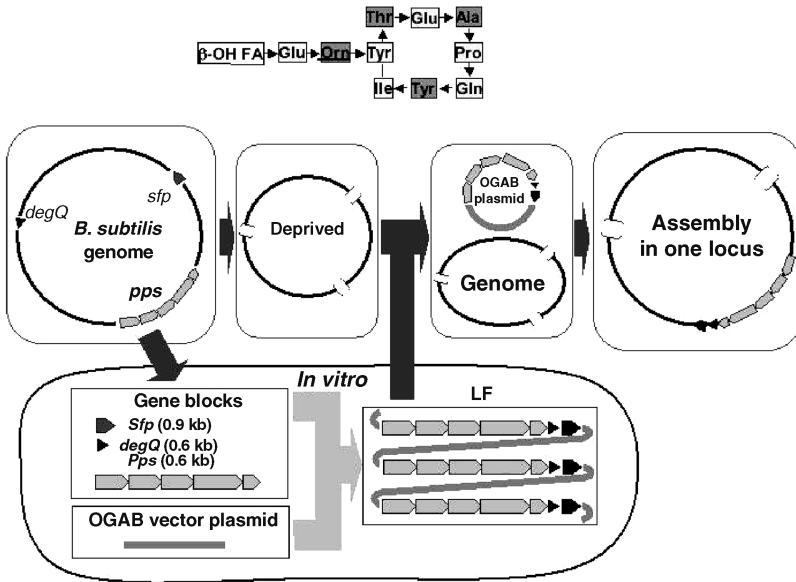 Thr Glu Ala
β-OH FA Glu Orn Tyr Pro
Ile Tyr Gln
degQ
sfp
B. subtilis
genome
pps
Deprived
OGAB
plasmid
Genome
Assembly
in one locus
In vitro
Gene blocks
Sfp (0.9 kb)
degQ (0.6 kb)
Pps (0.6 kb)
OGAB vector plasmid
LF